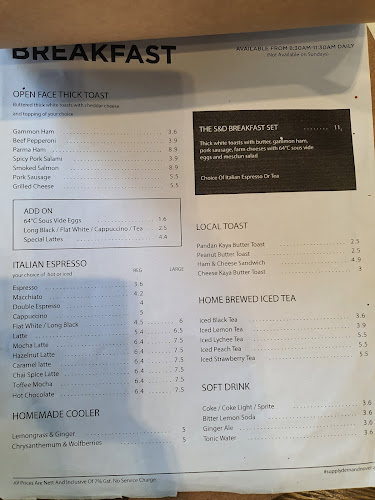 BREAKFAST
AVAILABLE FROM 9:30AM-11:30AM DAILY
(Not Available on Sundays)
OPEN FACE THICK TOAST
Buttered thick white toasts with cheddar cheese
and topping of your choice
Gammon Ham 3.6
Beef Pepperoni 3.9
Parma Ham 8.9
Spicy Pork Salami 3.9
Smoked Salmon 8.9
Pork Sausage 5.5
Grilled Cheese 5.5
ADD ON
64°C Sous Vide Eggs 1.6
Long Black / Flat White / Cappuccino / Tea 2.5
Special Lattes 4.4
ITALIAN ESPRESSO REG LARGE
your choice of hot or iced
Espresso 3.6
Macchiato 4.2
Double Espresso 4
Cappuccino 5
Flat White / Long Black 4.5 6
Latte 5.4 6.5
Mocha Latte 6.4 7.5
Hazelnut Latte 6.4 7.5
Caramel latte 6.4 7.5
Chai Spice Latte 6.4 7.5
Toffee Mocha 6.4 7.5
Hot Chocolate 6.4 7.5
HOMEMADE COOLER
Lemongrass & Ginger 5
Chrysanthemum & Wolfberries 5
All Prices Are Nett And Inclusive Of 7% Gst. No Service Charge.
THE S&D BREAKFAST SET 11,
Thick white toasts with butter, gammon ham,
pork sausage, farm cheeses with 64°C sous vide
eggs and mesclun salad
Choice Of Italian Espresso Or Tea
LOCAL TOAST
Pandan Kaya Butter Toast 2.5
Peanut Butter Toast 2.5
Ham & Cheese Sandwich 4.9
Cheese Kaya Butter Toast 3
HOME BREWED ICED TEA
Iced Black Tea 3.6
Iced Lemon Tea 3.9
Iced Lychee Tea 5.5
Iced Peach Tea 5.5
Iced Strawberry Tea 5.5
SOFT DRINK
Coke / Coke Light / Sprite 3.6
Bitter Lemon Soda 3.6
Ginger Ale 3.6
Tonic Water 3.6